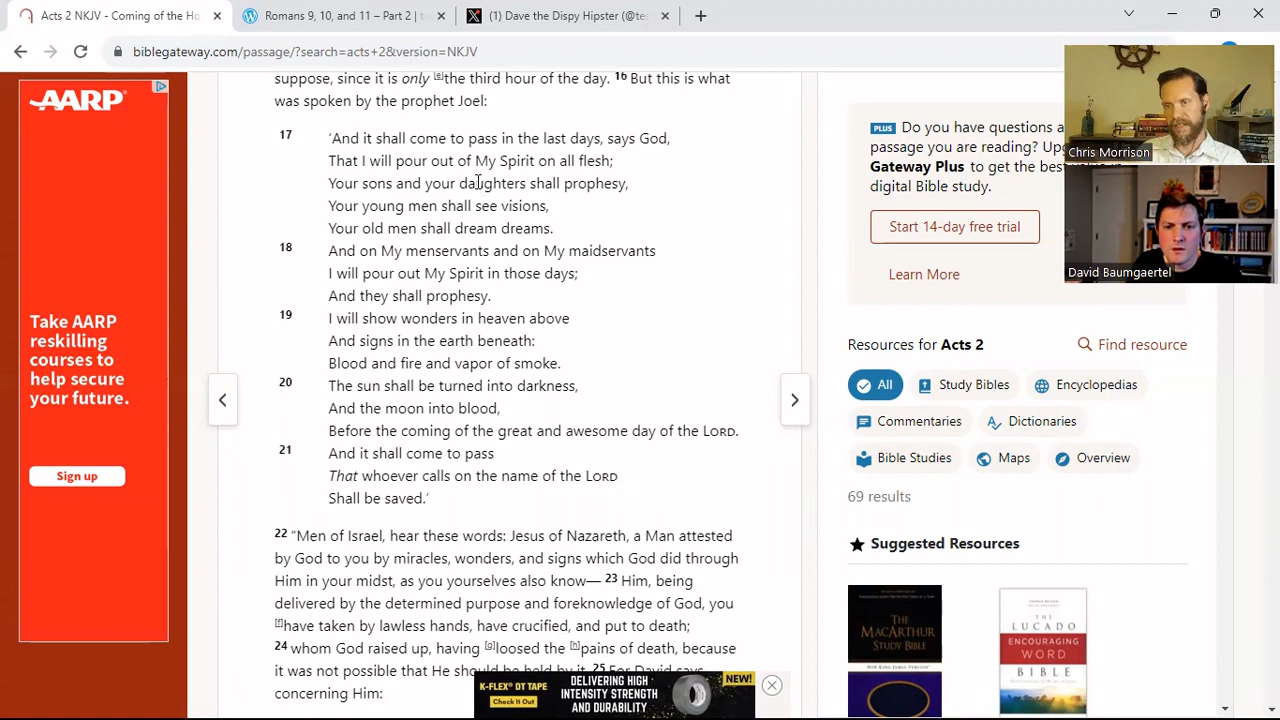 Acts 2 NKJV - Coming of the Ho
Romans 9, 10, and 11 – Part 2 |
(1) Dave the Dispy Hipster (@tes
biblegateway.com/passage/?search=acts+2&version=NKJV
AARP
Take AARP
reskilling
courses to
help secure
your future.
Sign up
suppose, since it is only the third hour of the day. 16 But this is what
was spoken by the prophet Joel:
17 ‘And it shall come to pass in the last days, says God,
That I will pour out of My Spirit on all flesh;
Your sons and your daughters shall prophesy,
Your young men shall see visions,
Your old men shall dream dreams.
18 And on My menservants and on My maidservants
I will pour out My Spirit in those days;
And they shall prophesy.
19 I will show wonders in heaven above
And signs in the earth beneath:
Blood and fire and vapor of smoke.
20 The sun shall be turned into darkness,
And the moon into blood,
Before the coming of the great and awesome day of the LORD.
21 And it shall come to pass
That whoever calls on the name of the LORD
Shall be saved.’
22 “Men of Israel, hear these words: Jesus of Nazareth, a Man attested
by God to you by miracles, wonders, and signs which God did through
Him in your midst, as you yourselves also know— 23 Him, being
delivered by the determined purpose and foreknowledge of God, you
have taken by lawless hands, have crucified, and put to death;
24 whom God raised up, having loosed the pains of death, because
it was not possible that He should be held by it. 25 For David says
concerning Him:
PLUS Do you have questions a
passage you are reading? Up
Gateway Plus to get the best value in
digital Bible study.
Start 14-day free trial
Learn More
Resources for Acts 2
Find resource
All
Study Bibles
Encyclopedias
Commentaries
Dictionaries
Bible Studies
Maps
Overview
69 results
Suggested Resources
THE
MACARTHUR
STUDY BIBLE
THE
LUCADO
ENCOURAGING
WORD
BIBLE
K-FLEX® DT TAPE
Check It Out
DELIVERING HIGH
INTENSITY STRENGTH
AND DURABILITY
NEW!
Chris Morrison
David Baumgaertel